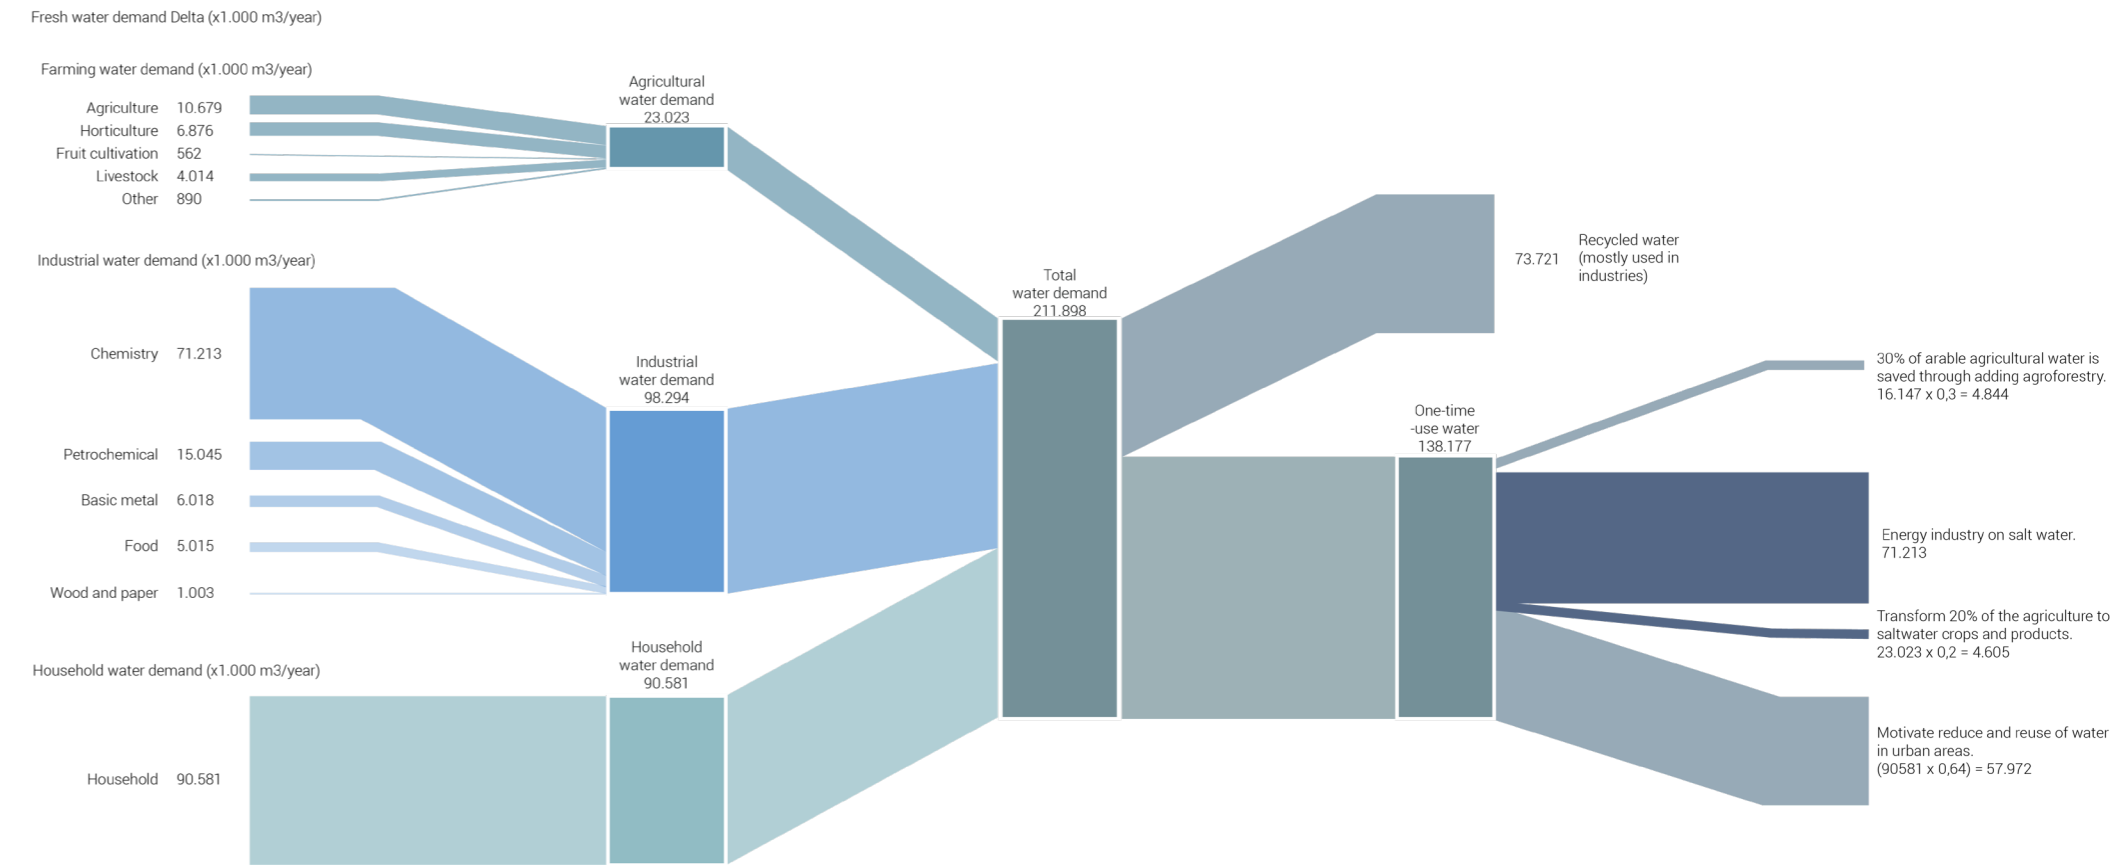 Fresh water demand Delta (x1.000 m3/year)
Farming water demand (x1.000 m3/year)
Agriculture 10.679
Horticulture 6.876
Fruit cultivation 562
Livestock 4.014
Other 890
Agricultural
water demand
23.023
Industrial water demand (x1.000 m3/year)
Chemistry 71.213
Petrochemical 15.045
Basic metal 6.018
Food 5.015
Wood and paper 1.003
Industrial
water demand
98.294
Household water demand (x1.000 m3/year)
Household 90.581
Household
water demand
90.581
Total
water demand
211.898
73.721
Recycled water
(mostly used in
industries)
One-time
-use water
138.177
30% of arable agricultural water is
saved through adding agroforestry.
16.147 x 0,3 = 4.844
Energy industry on salt water.
71.213
Transform 20% of the agriculture to
saltwater crops and products.
23.023 x 0,2 = 4.605
Motivate reduce and reuse of water
in urban areas.
(90581 x 0,64) = 57.972